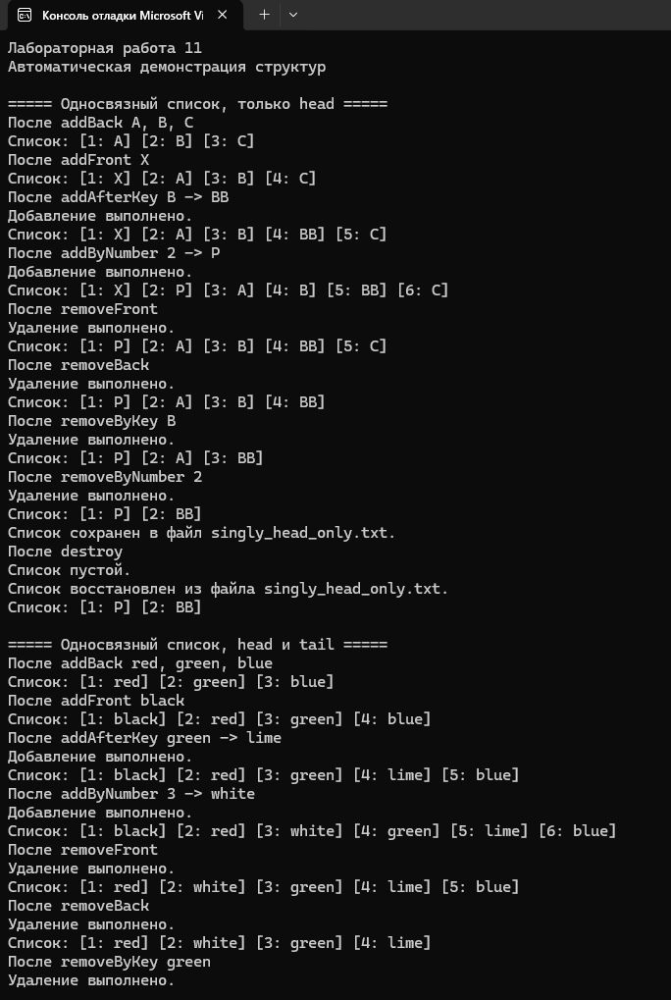 Консоль отладки Microsoft Vi
Лабораторная работа 11
Автоматическая демонстрация структур
===== Односвязный список, только head =====
После addBack A, B, C
Список: [1: A] [2: B] [3: C]
После addFront X
Список: [1: X] [2: A] [3: B] [4: C]
После addAfterKey B -> BB
Добавление выполнено.
Список: [1: X] [2: A] [3: B] [4: BB] [5: C]
После addByNumber 2 -> P
Добавление выполнено.
Список: [1: X] [2: P] [3: A] [4: B] [5: BB] [6: C]
После removeFront
Удаление выполнено.
Список: [1: P] [2: A] [3: B] [4: BB] [5: C]
После removeBack
Удаление выполнено.
Список: [1: P] [2: A] [3: B] [4: BB]
После removeByKey B
Удаление выполнено.
Список: [1: P] [2: A] [3: BB]
После removeByNumber 2
Удаление выполнено.
Список: [1: P] [2: BB]
Список сохранен в файл singly_head_only.txt.
После destroy
Список пустой.
Список восстановлен из файла singly_head_only.txt.
Список: [1: P] [2: BB]
===== Односвязный список, head и tail =====
После addBack red, green, blue
Список: [1: red] [2: green] [3: blue]
После addFront black
Список: [1: black] [2: red] [3: green] [4: blue]
После addAfterKey green -> lime
Добавление выполнено.
Список: [1: black] [2: red] [3: green] [4: lime] [5: blue]
После addByNumber 3 -> white
Добавление выполнено.
Список: [1: black] [2: red] [3: white] [4: green] [5: lime] [6: blue]
После removeFront
Удаление выполнено.
Список: [1: red] [2: white] [3: green] [4: lime] [5: blue]
После removeBack
Удаление выполнено.
Список: [1: red] [2: white] [3: green] [4: lime]
После removeByKey green
Удаление выполнено.